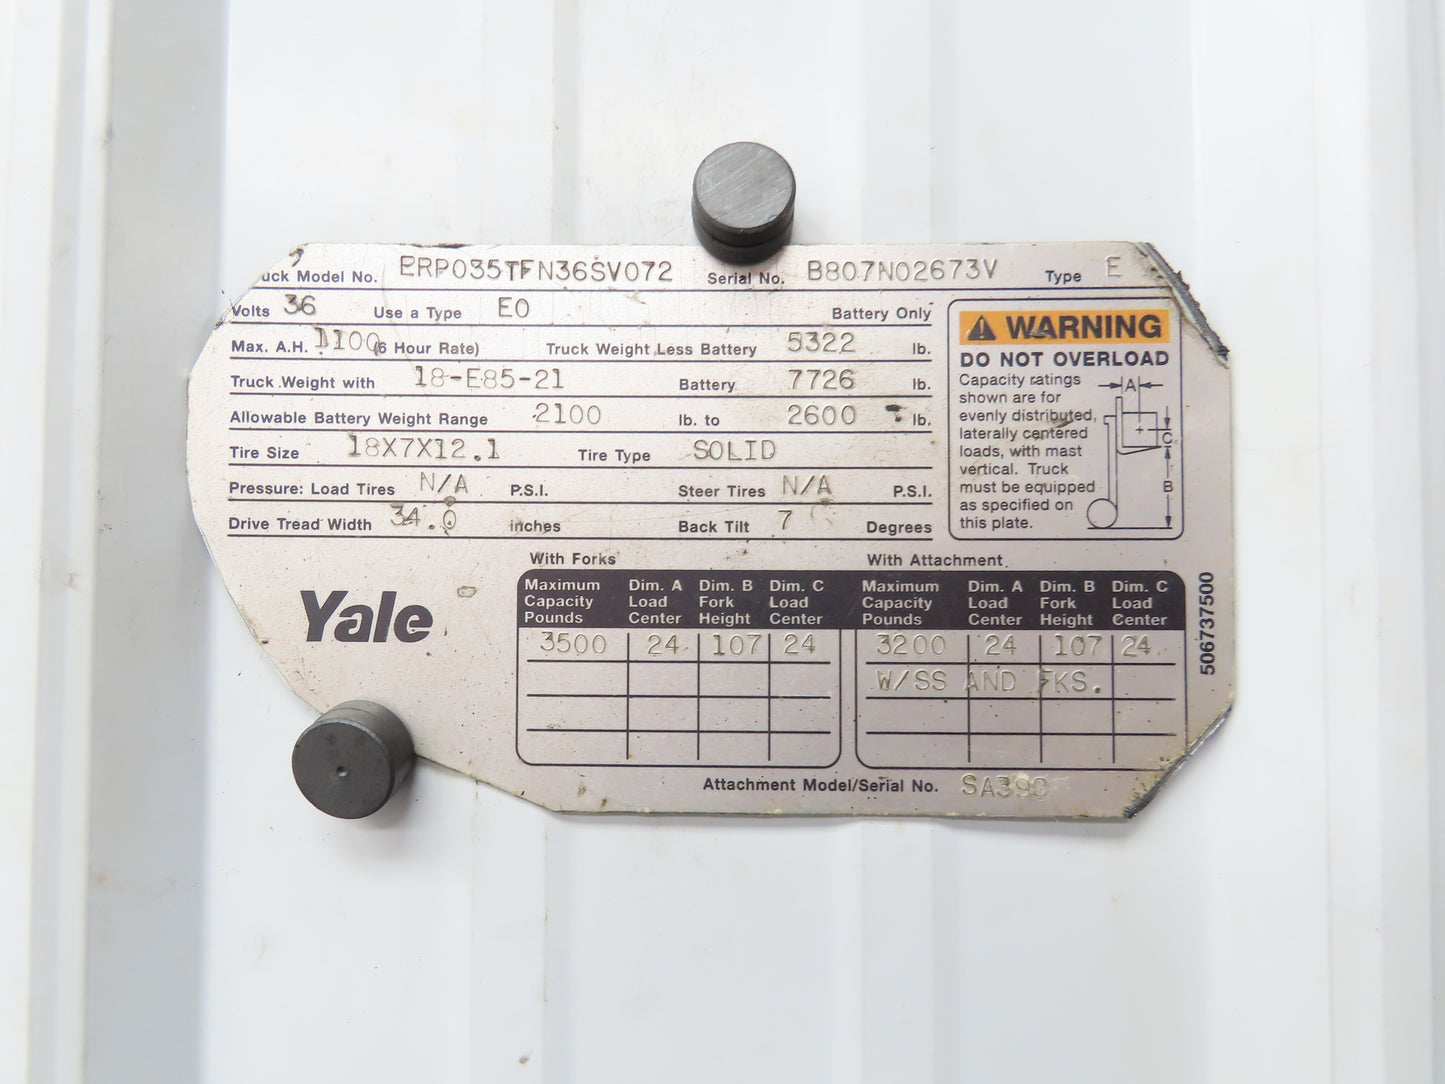 uck Model No. ERP035TFN36SV072 Serial No. B807N02673V Type E
Volts 36 Use a Type EO Battery Only
Max. A.H. 1100 (6 Hour Rate) Truck Weight Less Battery 5322 lb.
Truck Weight with 18-E85-21 Battery 7726 lb.
Allowable Battery Weight Range 2100 lb. to 2600 lb.
Tire Size 18X7X12.1 Tire Type SOLID
Pressure: Load Tires N/A P.S.I. Steer Tires N/A P.S.I.
Drive Tread Width 34.0 inches Back Tilt 7 Degrees
WARNING
DO NOT OVERLOAD
Capacity ratings
shown are for
evenly distributed,
laterally centered
loads, with mast
vertical. Truck
must be equipped
as specified on
this plate.
A
C
B
Yale
With Forks
Maximum Capacity Pounds Dim. A Load Center Dim. B Fork Height Dim. C Load Center
3500 24 107 24
With Attachment
Maximum Capacity Pounds Dim. A Load Center Dim. B Fork Height Dim. C Load Center
3200 24 107 24
W/SS AND FKS.
Attachment Model/Serial No.
506737500